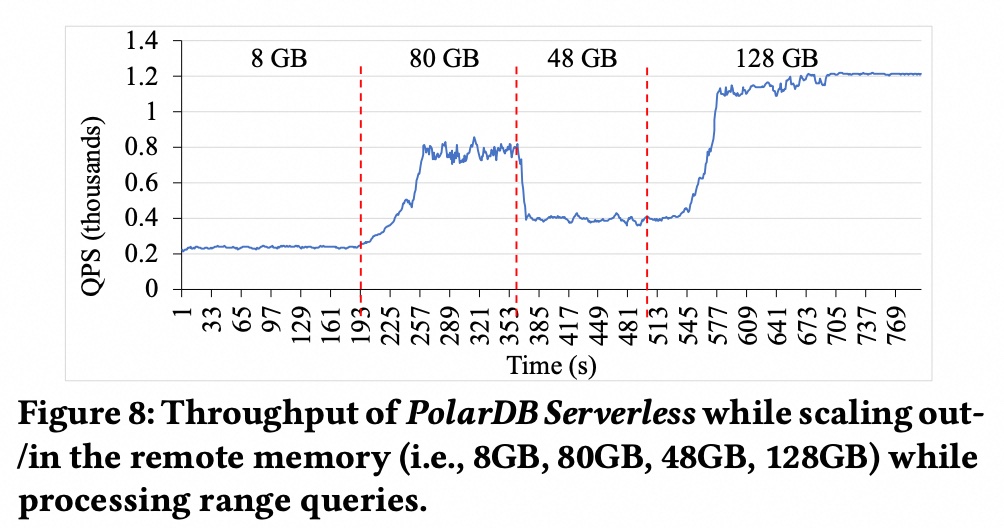 1.4
8 GB 80 GB 48 GB 128 GB
1.2
1
0.8
0.6
0.4
0.2
0
QPS (thousands)
1 33 65 97 129 161 193 225 257 289 321 353 385 417 449 481 513 545 577 609 641 673 705 737 769
Time (s)
Figure 8: Throughput of PolarDB Serverless while scaling out-
/in the remote memory (i.e., 8GB, 80GB, 48GB, 128GB) while
processing range queries.